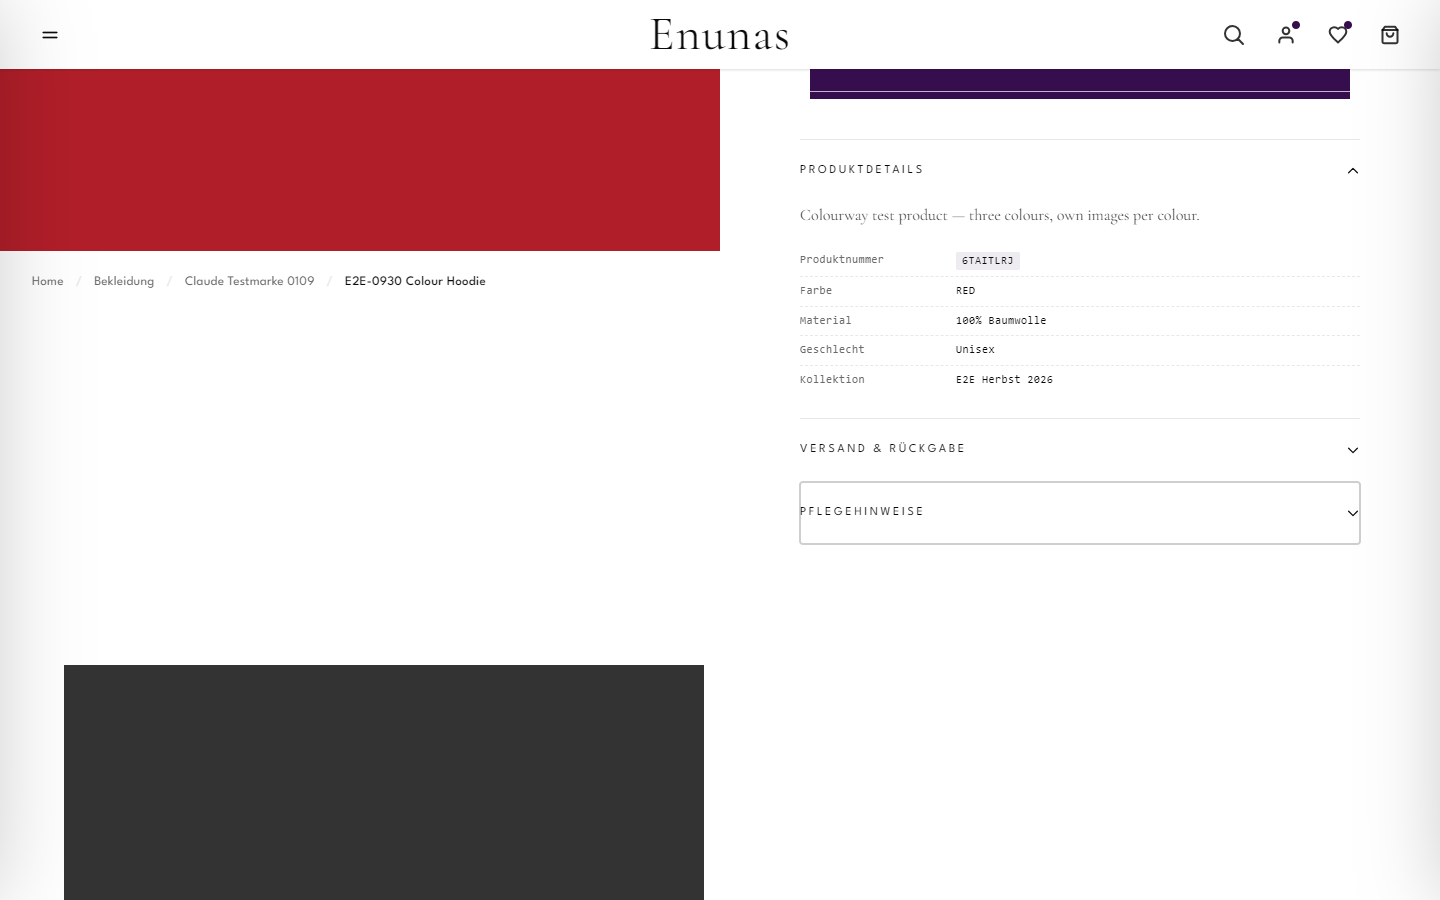 Enunas
PRODUKTDETAILS
Colourway test product — three colours, own images per colour.
Produktnummer 6TAITLRJ
Farbe RED
Material 100% Baumwolle
Geschlecht Unisex
Kollektion E2E Herbst 2026
VERSAND & RÜCKGABE
PFLEGEHINWEISE
Home / Bekleidung / Claude Testmarke 0109 / E2E-0930 Colour Hoodie